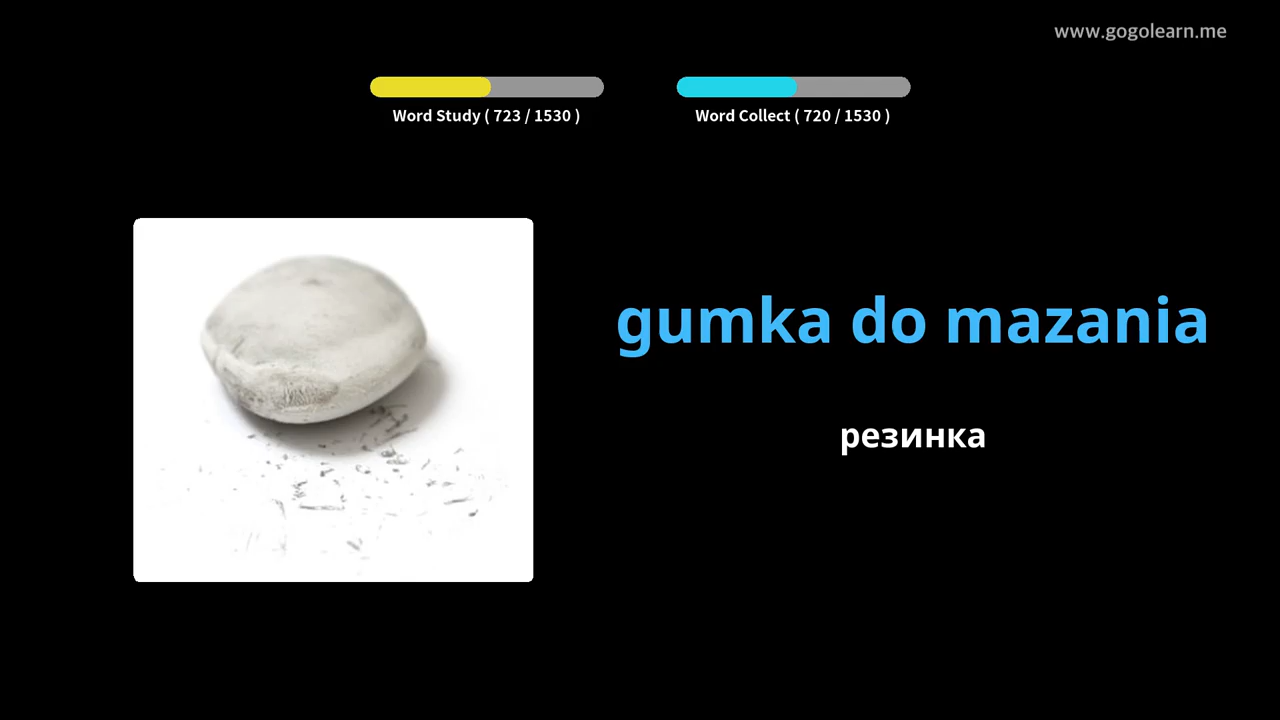 www.gogolearn.me
Word Study ( 723 / 1530 )
Word Collect ( 720 / 1530 )
gumka do mazania
резинка